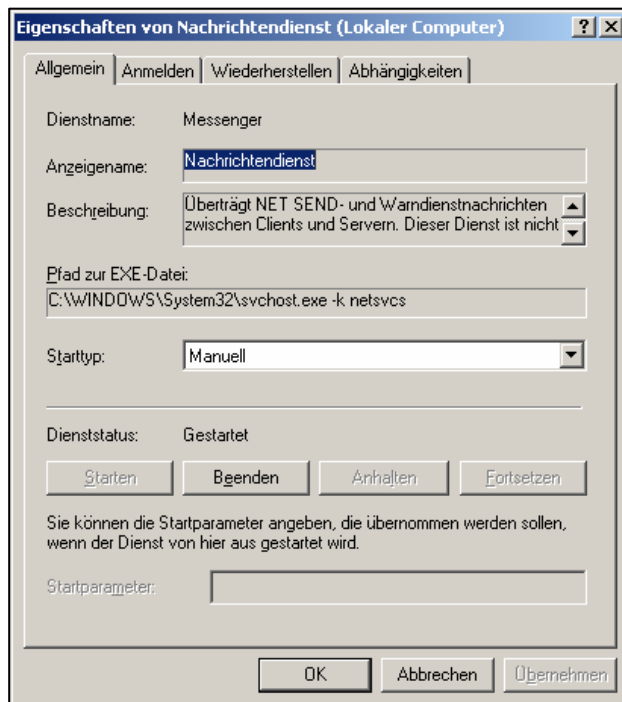 Eigenschaften von Nachrichtendienst (Lokaler Computer)
Allgemein Anmelden Wiederherstellen Abhängigkeiten
Dienstname: Messenger
Anzeigename: Nachrichtendienst
Beschreibung: Überträgt NET SEND- und Warndienstnachrichten
zwischen Clients und Servern. Dieser Dienst ist nicht
Pfad zur EXE-Datei:
C:\WINDOWS\System32\svchost.exe -k netsvcs
Starttyp: Manuell
Dienststatus: Gestartet
Starten Beenden Anhalten Fortsetzen
Sie können die Startparameter angeben, die übernommen werden sollen,
wenn der Dienst von hier aus gestartet wird.
Startparameter:
OK Abbrechen Übernehmen